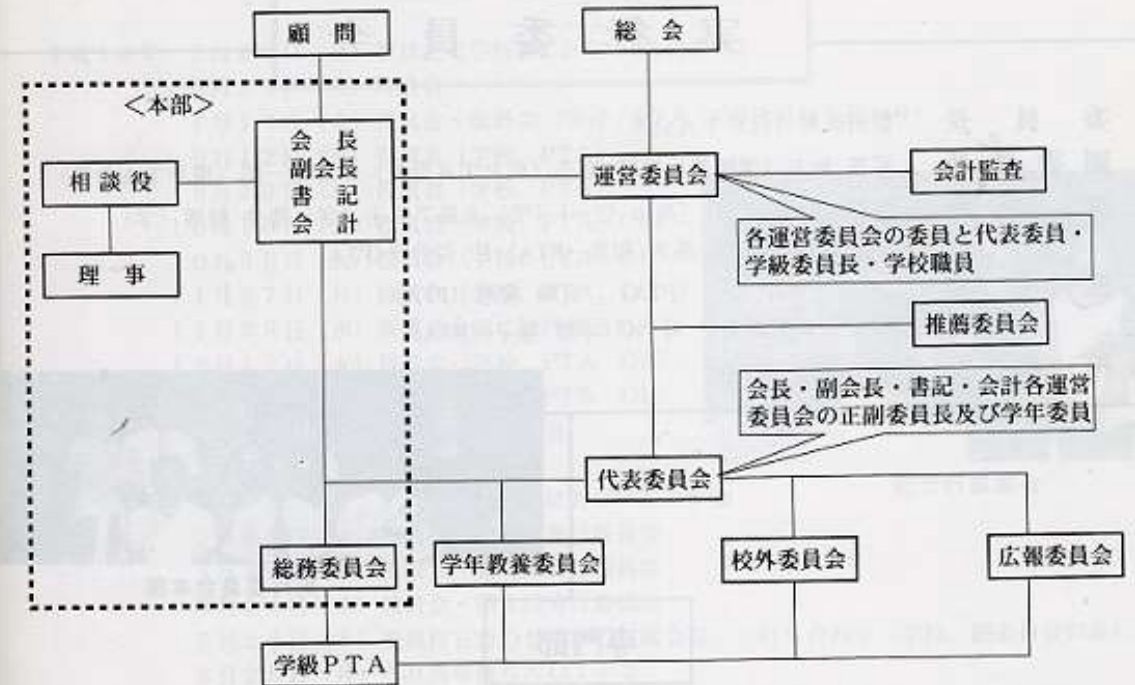 顧問
総会
<本部>
会長
副会長
書記
会計
相談役
運営委員会
会計監査
理事
各運営委員会の委員と代表委員・
学級委員長・学校職員
推薦委員会
会長・副会長・書記・会計各運営
委員会の正副委員長及び学年委員
代表委員会
総務委員会
学年教養委員会
校外委員会
広報委員会
学級PTA